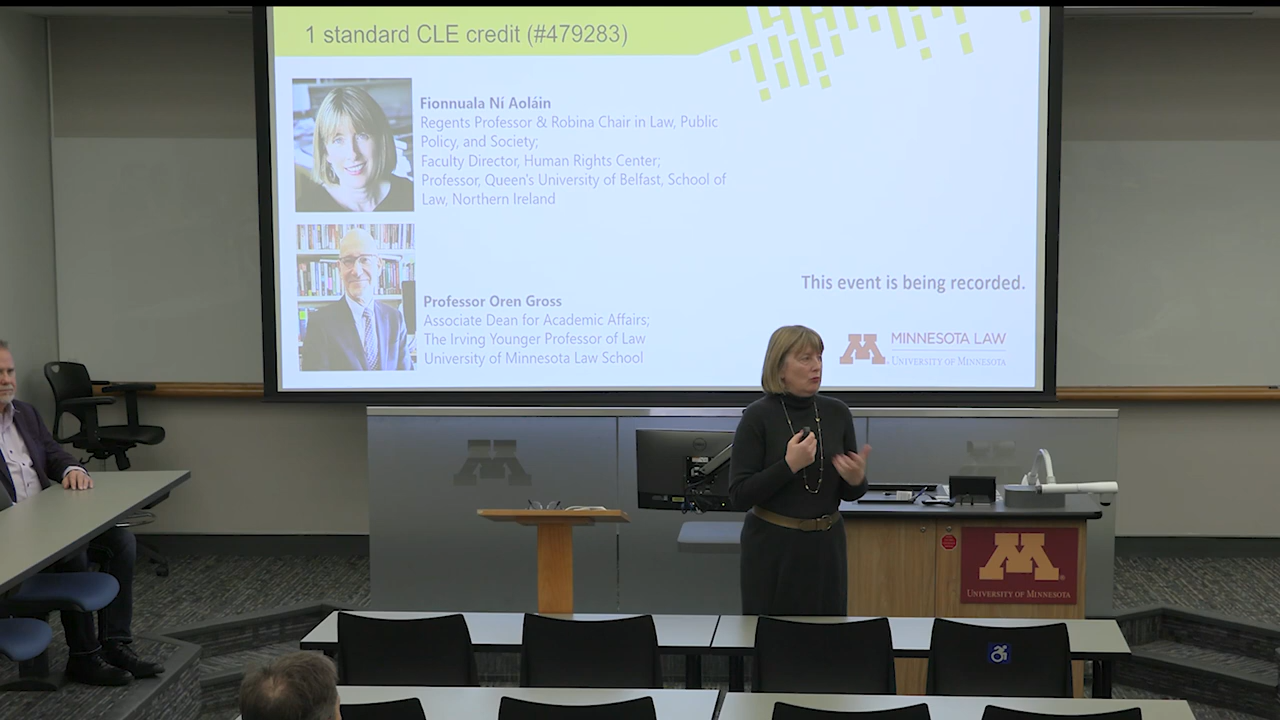 1 standard CLE credit (#479283)
Fionnuala Ní Aoláin
Regents Professor & Robina Chair in Law, Public
Policy, and Society;
Faculty Director, Human Rights Center;
Professor, Queen's University of Belfast, School of
Law, Northern Ireland
Professor Oren Gross
Associate Dean for Academic Affairs;
The Irving Younger Professor of Law
University of Minnesota Law School
This event is being recorded.
M
MINNESOTA LAW
UNIVERSITY OF MINNESOTA
M
DELL
M
UNIVERSITY OF MINNESOTA